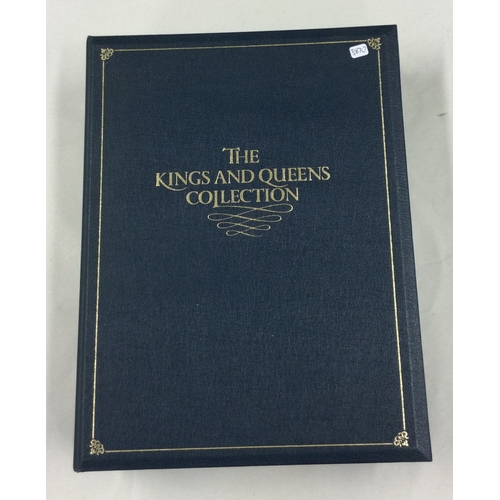 THE
KINGS AND QUEENS
COLLECTION